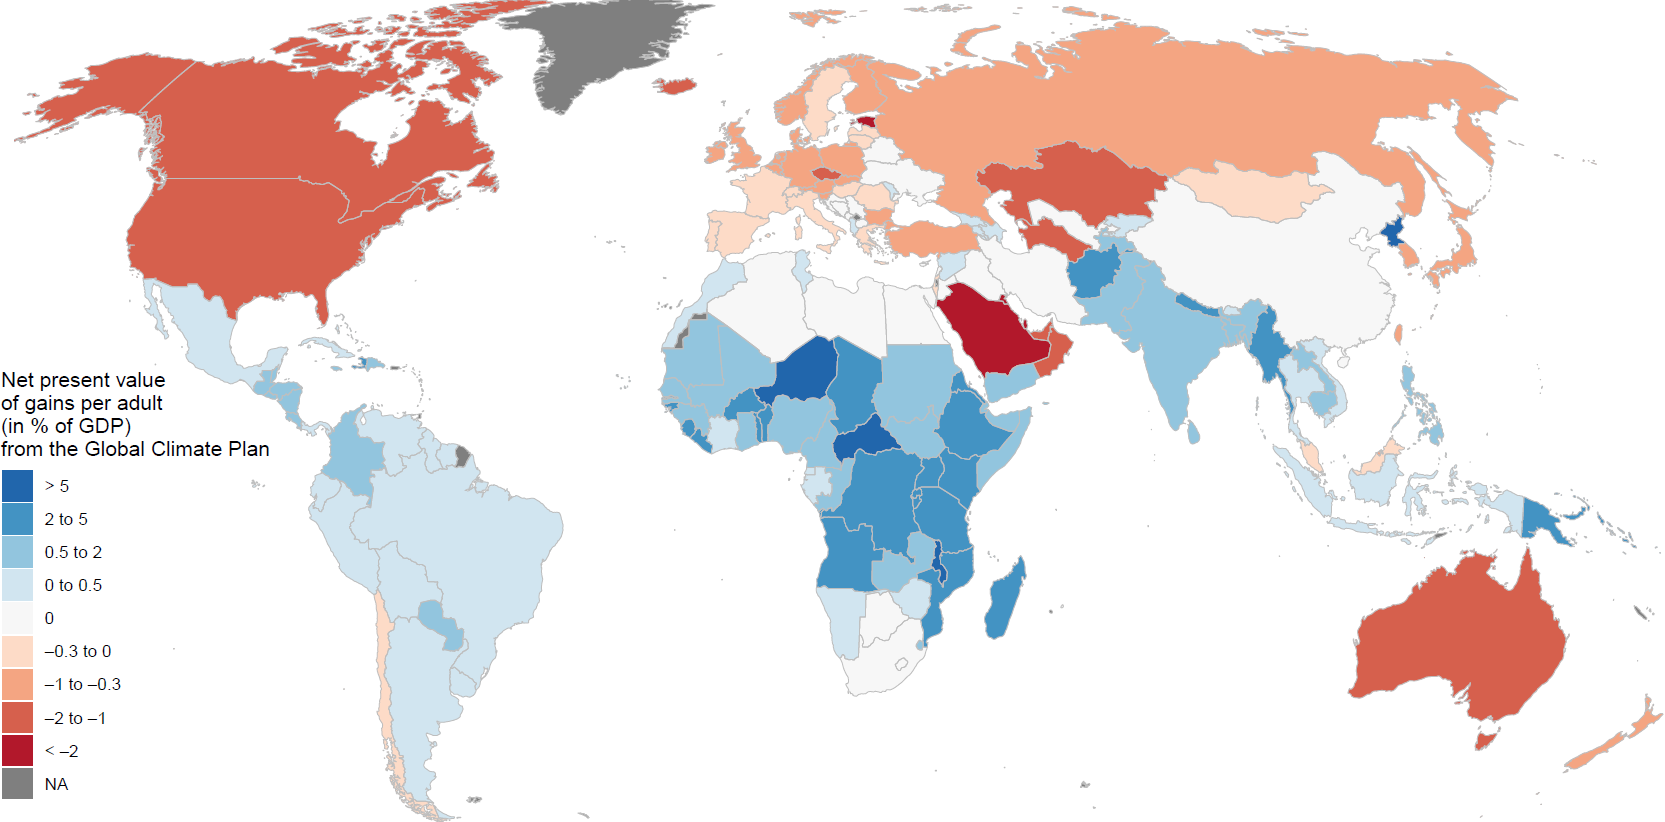 Net present value
of gains per adult
(in % of GDP)
from the Global Climate Plan
> 5
2 to 5
0.5 to 2
0 to 0.5
0
–0.3 to 0
–1 to –0.3
–2 to –1
< –2
NA